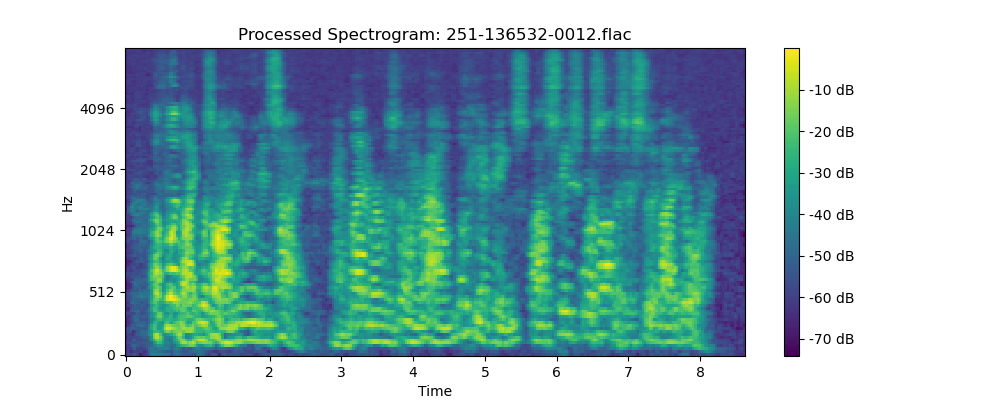 Processed Spectrogram: 251-136532-0012.flac
Hz
4096
2048
1024
512
0
0 1 2 3 4 5 6 7 8
Time
-10 dB
-20 dB
-30 dB
-40 dB
-50 dB
-60 dB
-70 dB